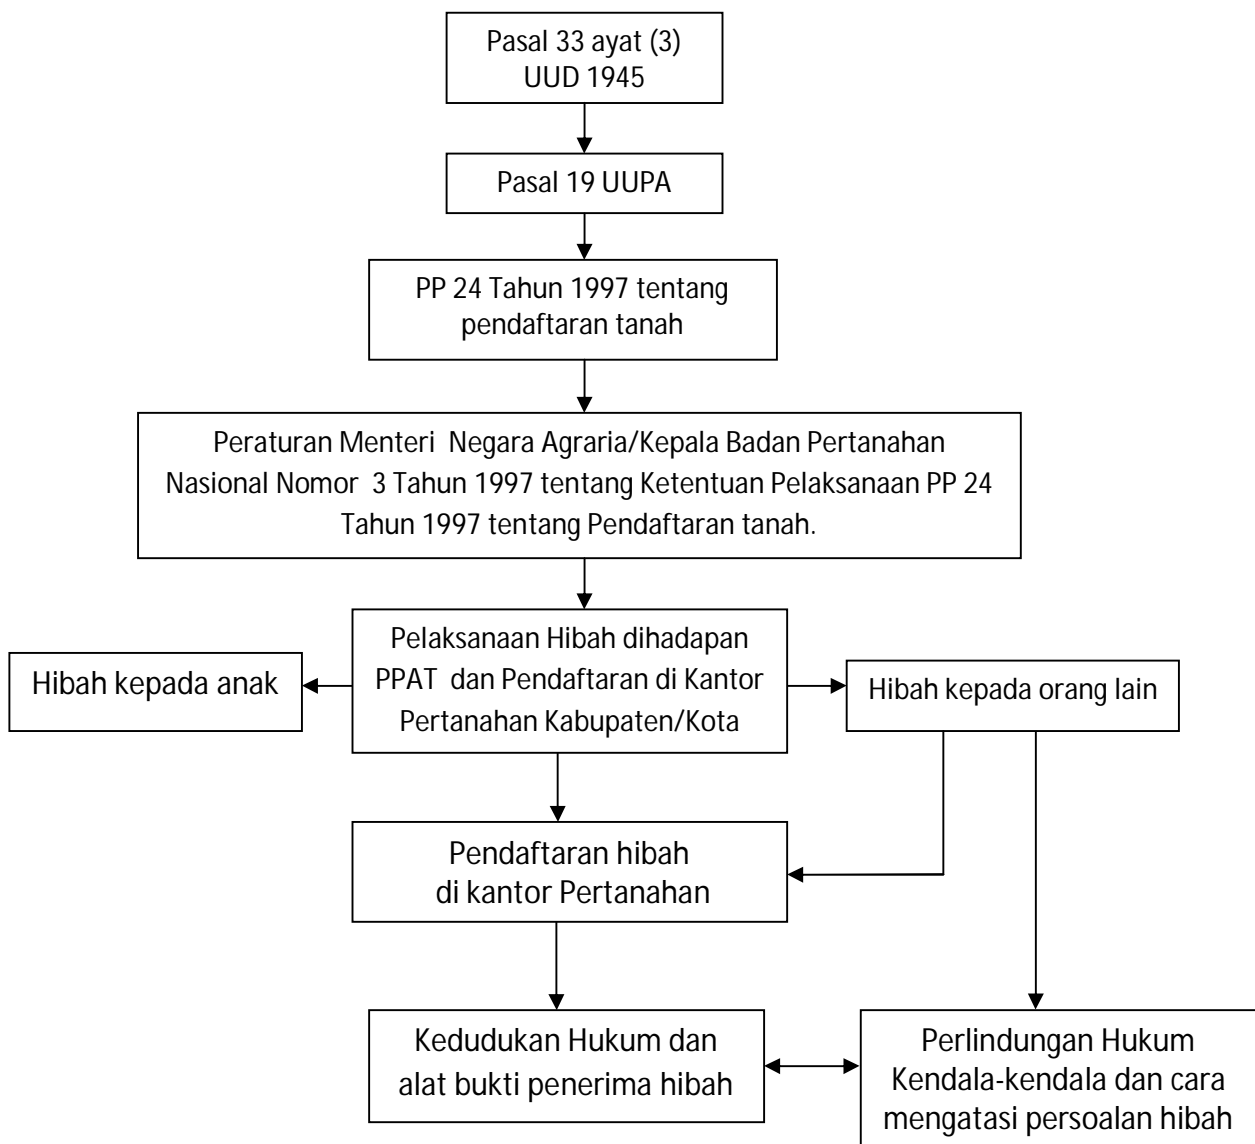 Pasal 33 ayat (3)
UUD 1945
Pasal 19 UUPA
PP 24 Tahun 1997 tentang
pendaftaran tanah
Peraturan Menteri Negara Agraria/Kepala Badan Pertanahan
Nasional Nomor 3 Tahun 1997 tentang Ketentuan Pelaksanaan PP 24
Tahun 1997 tentang Pendaftaran tanah.
Hibah kepada anak
Pelaksanaan Hibah dihadapan
PPAT dan Pendaftaran di Kantor
Pertanahan Kabupaten/Kota
Hibah kepada orang lain
Pendaftaran hibah
di kantor Pertanahan
Kedudukan Hukum dan
alat bukti penerima hibah
Perlindungan Hukum
Kendala-kendala dan cara
mengatasi persoalan hibah